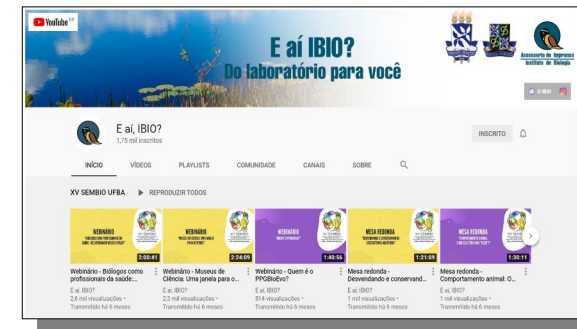 YouTube BR
E aí IBIO?
Do laboratório para você
Assessoria de Imprensa
Instituto de Biologia
O IBIO
E aí, IBIO?
1,75 mil inscritos
INSCRITO
INÍCIO VÍDEOS PLAYLISTS COMUNIDADE CANAIS SOBRE
XV SEMBIO UFBA REPRODUZIR TODOS
WEBINÁRIO
2:00:41
WEBINÁRIO
2:24:09
WEBINÁRIO
1:40:56
MESA REDONDA
1:21:09
MESA REDONDA
1:30:11
Webinário - Biólogos como
profissionais da saúde:...
E aí, IBIO?
2,6 mil visualizações •
Transmitido há 6 meses
Webinário - Museus de
Ciência: Uma janela para o...
E aí, IBIO?
2,3 mil visualizações •
Transmitido há 6 meses
Webinário - Quem é o
PPGBioEvo?
E aí, IBIO?
814 visualizações •
Transmitido há 6 meses
Mesa redonda -
Desvendando e conservand...
E aí, IBIO?
1 mil visualizações •
Transmitido há 6 meses
Mesa redonda -
Comportamento animal: O...
E aí, IBIO?
1 mil visualizações •
Transmitido há 6 meses